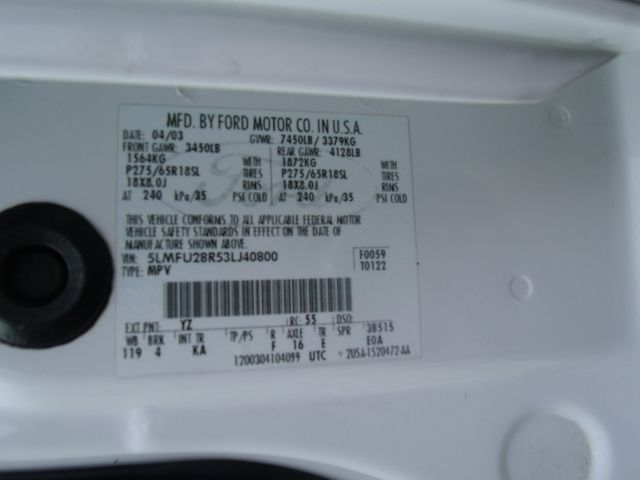 MFD. BY FORD MOTOR CO. IN U.S.A.
DATE: 04/03 GVWR: 7450LB/ 3379KG
FRONT GAWR: 3450LB REAR GAWR: 4128LB
1564KG WITH 1872KG WITH
P275/65R18SL TIRES P275/65R18SL TIRES
18X8.0J RIMS 18X8.0J RIMS
AT 240 kPa/35 PSI COLD AT 240 kPa/35 PSI COLD
THIS VEHICLE CONFORMS TO ALL APPLICABLE FEDERAL MOTOR
VEHICLE SAFETY STANDARDS IN EFFECT ON THE DATE OF
MANUFACTURE SHOWN ABOVE.
VIN: 5LMFU28R53LJ40800 F0059
TYPE: MPV T0122
EXT PNT: YZ RC: 55 DSO:
WB BRK INT TR TP/PS R AXLE TR SPR 3B515
119 4 KA F 16 E E0A
1200304104099 UTC 2USA-1520472-AA
Ford